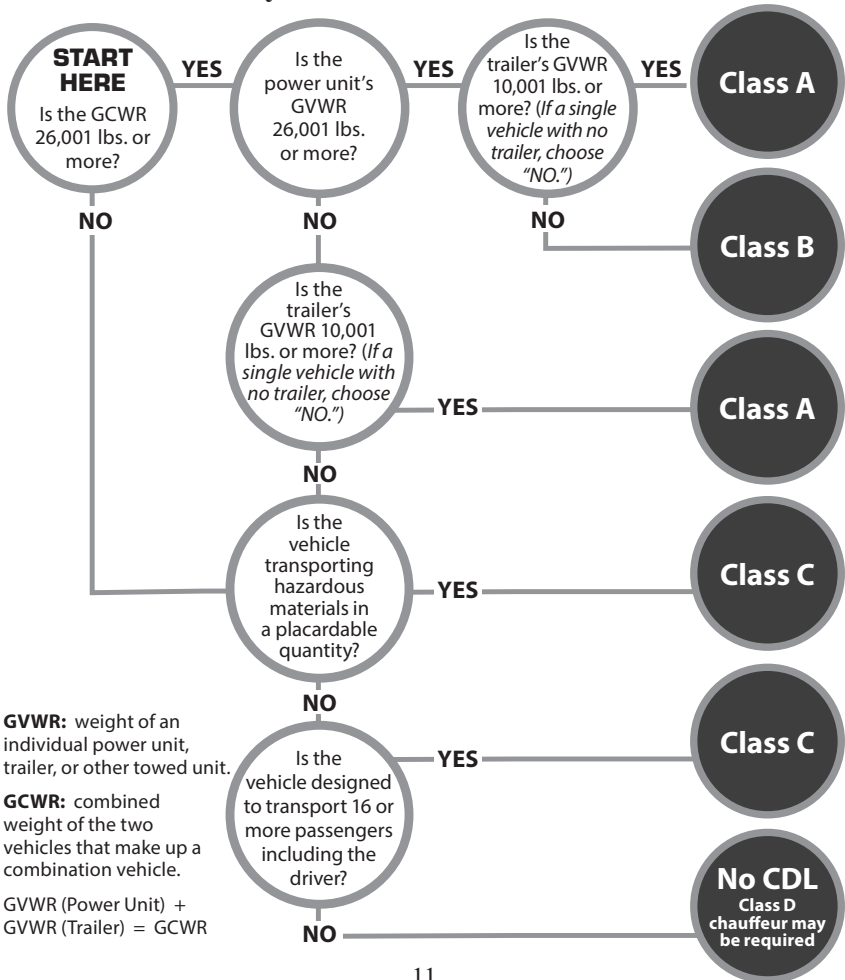 START
HERE
Is the GCWR
26,001 lbs. or
more?
YES
Is the
power unit's
GVWR
26,001 lbs.
or more?
YES
Is the
trailer's GVWR
10,001 lbs. or
more? (If a single
vehicle with no
trailer, choose
"NO.")
YES
Class A
NO
NO
NO
Class B
Is the
trailer's
GVWR 10,001
lbs. or more? (If a
single vehicle with
no trailer, choose
"NO.")
YES
Class A
NO
Is the
vehicle
transporting
hazardous
materials in
a placardable
quantity?
YES
Class C
NO
Is the
vehicle designed
to transport 16 or
more passengers
including the
driver?
YES
Class C
NO
No CDL
Class D
chauffeur may
be required
GVWR: weight of an
individual power unit,
trailer, or other towed unit.
GCWR: combined
weight of the two
vehicles that make up a
combination vehicle.
GVWR (Power Unit) +
GVWR (Trailer) = GCWR
11